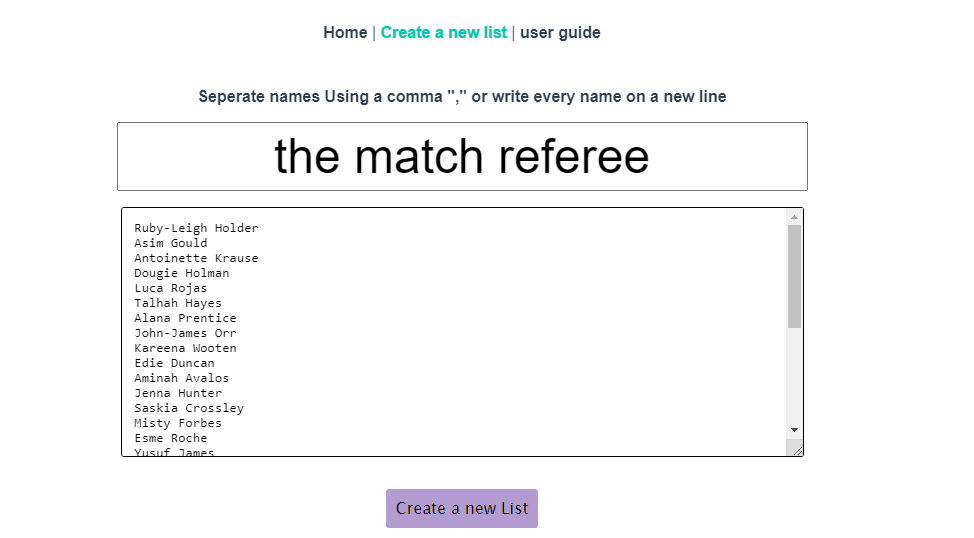 Home | Create a new list | user guide
Seperate names Using a comma "," or write every name on a new line
the match referee
Ruby-Leigh Holder
Asim Gould
Antoinette Krause
Dougie Holman
Luca Rojas
Talhah Hayes
Alana Prentice
John-James Orr
Kareena Wooten
Edie Duncan
Aminah Avalos
Jenna Hunter
Saskia Crossley
Misty Forbes
Esme Roche
Yusuf James
Create a new List